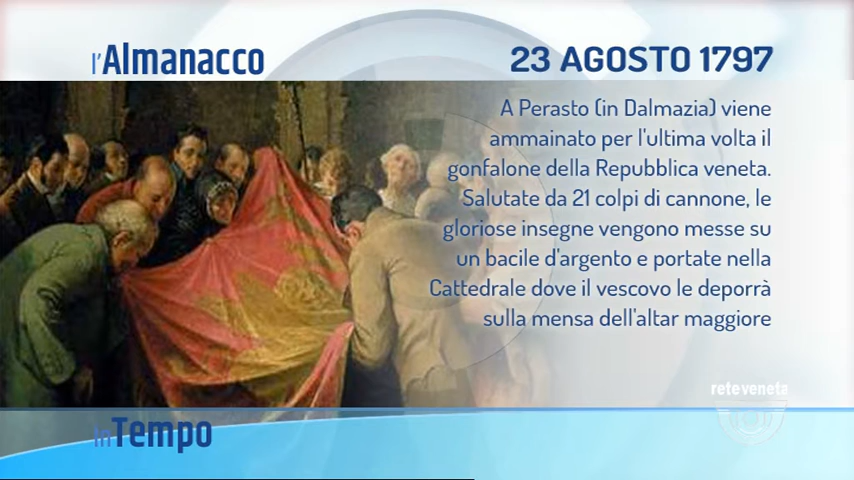 l'Almanacco
23 AGOSTO 1797
A Perasto (in Dalmazia) viene
ammainato per l'ultima volta il
gonfalone della Repubblica veneta.
Salutate da 21 colpi di cannone, le
gloriose insegne vengono messe su
un bacile d'argento e portate nella
Cattedrale dove il vescovo le deporrà
sulla mensa dell'altar maggiore
reteveneta
InTempo